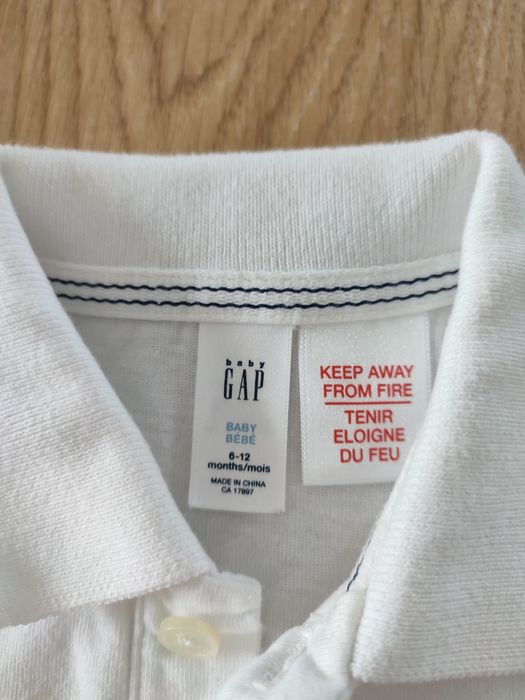 baby
GAP
BABY
BÉBÉ
6-12
months/mois
MADE IN CHINA
CA 17897
KEEP AWAY
FROM FIRE
TENIR
ELOIGNE
DU FEU